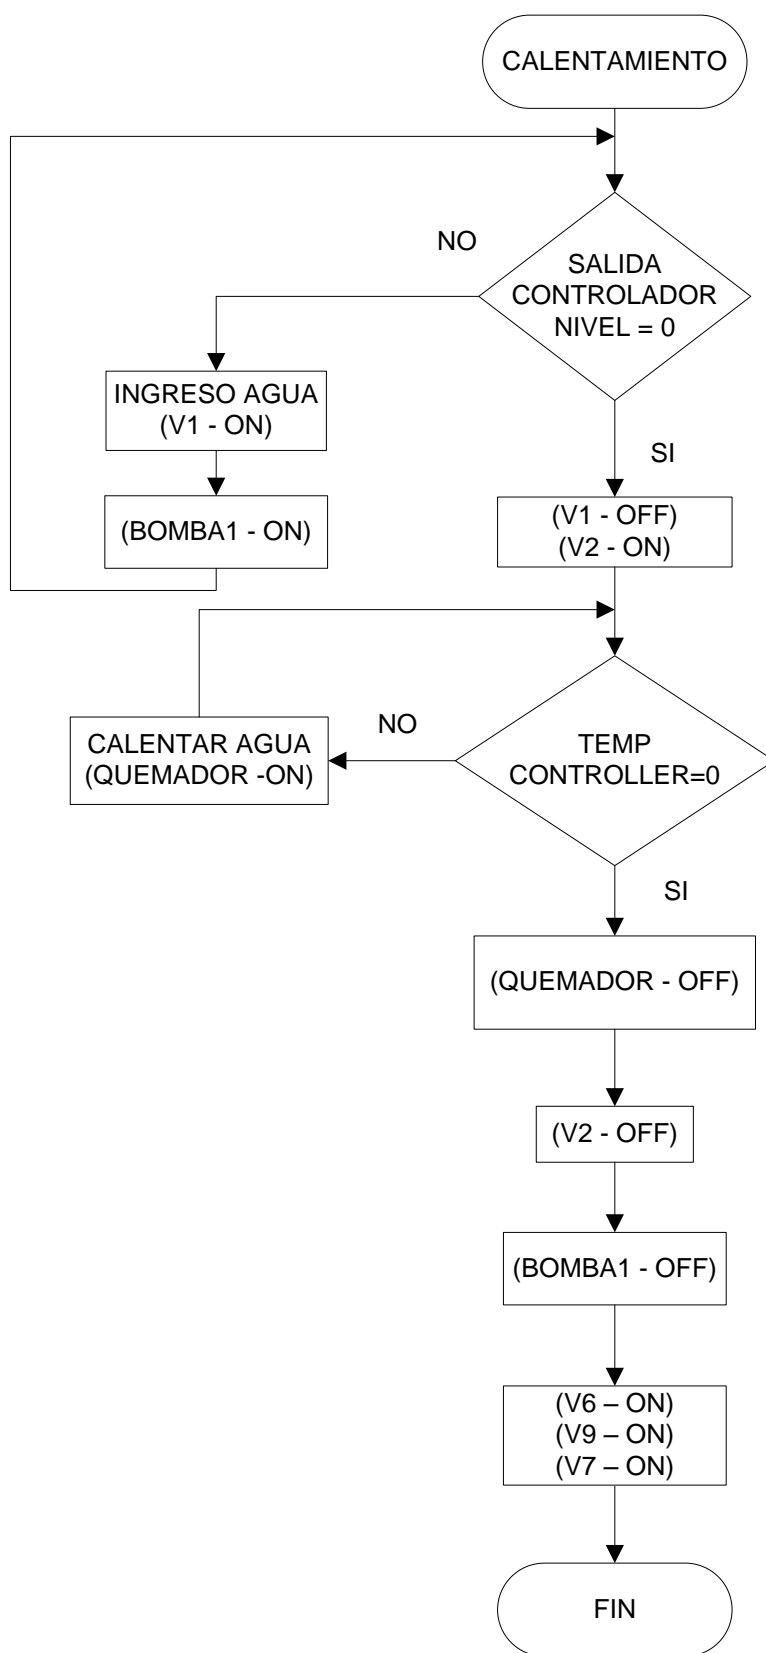 CALENTAMIENTO
NO
SALIDA
CONTROLADOR
NIVEL = 0
INGRESO AGUA
(V1 - ON)
SI
(BOMBA1 - ON)
(V1 - OFF)
(V2 - ON)
NO
CALENTAR AGUA
(QUEMADOR -ON)
TEMP
CONTROLLER=0
SI
(QUEMADOR - OFF)
(V2 - OFF)
(BOMBA1 - OFF)
(V6 – ON)
(V9 – ON)
(V7 – ON)
FIN